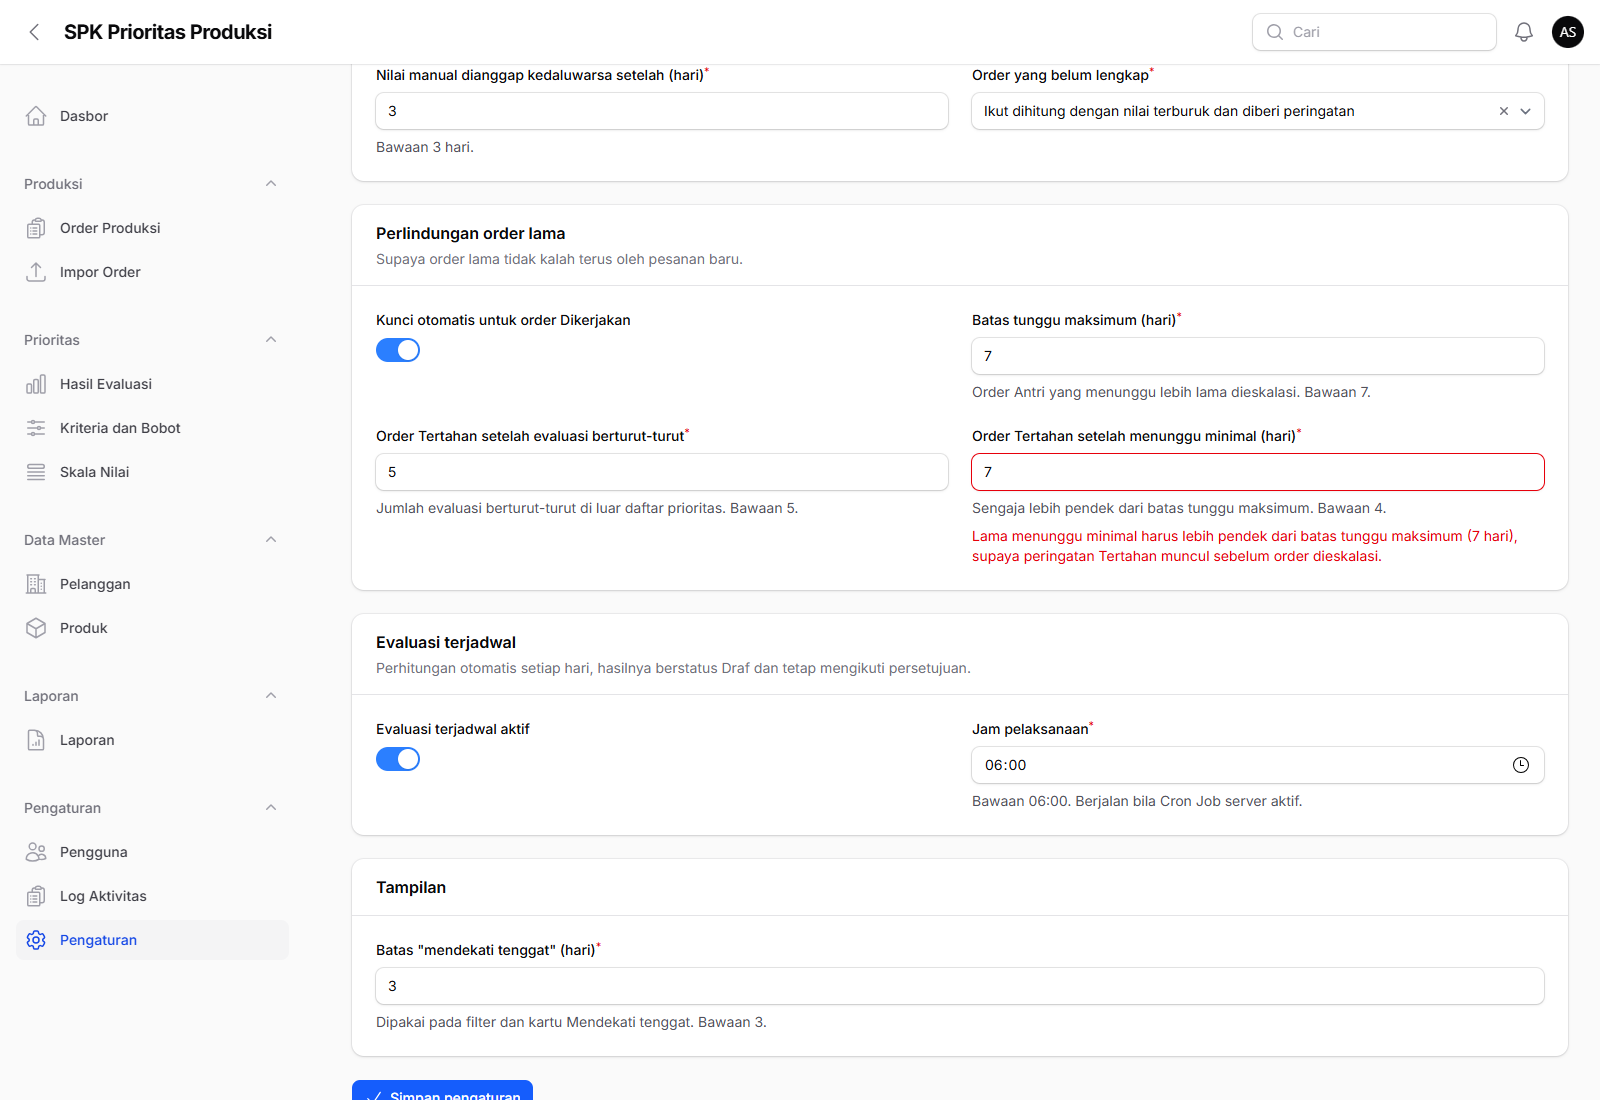 SPK Prioritas Produksi
Cari
AS
Dasbor
Produksi
Order Produksi
Impor Order
Prioritas
Hasil Evaluasi
Kriteria dan Bobot
Skala Nilai
Data Master
Pelanggan
Produk
Laporan
Laporan
Pengaturan
Pengguna
Log Aktivitas
Pengaturan
Nilai manual dianggap kedaluwarsa setelah (hari)*
3
Bawaan 3 hari.
Order yang belum lengkap*
Ikut dihitung dengan nilai terburuk dan diberi peringatan
Perlindungan order lama
Supaya order lama tidak kalah terus oleh pesanan baru.
Kunci otomatis untuk order Dikerjakan
Batas tunggu maksimum (hari)*
7
Order Antri yang menunggu lebih lama dieskalasi. Bawaan 7.
Order Tertahan setelah evaluasi berturut-turut*
5
Jumlah evaluasi berturut-turut di luar daftar prioritas. Bawaan 5.
Order Tertahan setelah menunggu minimal (hari)*
7
Sengaja lebih pendek dari batas tunggu maksimum. Bawaan 4.
Lama menunggu minimal harus lebih pendek dari batas tunggu maksimum (7 hari),
supaya peringatan Tertahan muncul sebelum order dieskalasi.
Evaluasi terjadwal
Perhitungan otomatis setiap hari, hasilnya berstatus Draf dan tetap mengikuti persetujuan.
Evaluasi terjadwal aktif
Jam pelaksanaan*
06:00
Bawaan 06:00. Berjalan bila Cron Job server aktif.
Tampilan
Batas "mendekati tenggat" (hari)*
3
Dipakai pada filter dan kartu Mendekati tenggat. Bawaan 3.
Simpan pengaturan